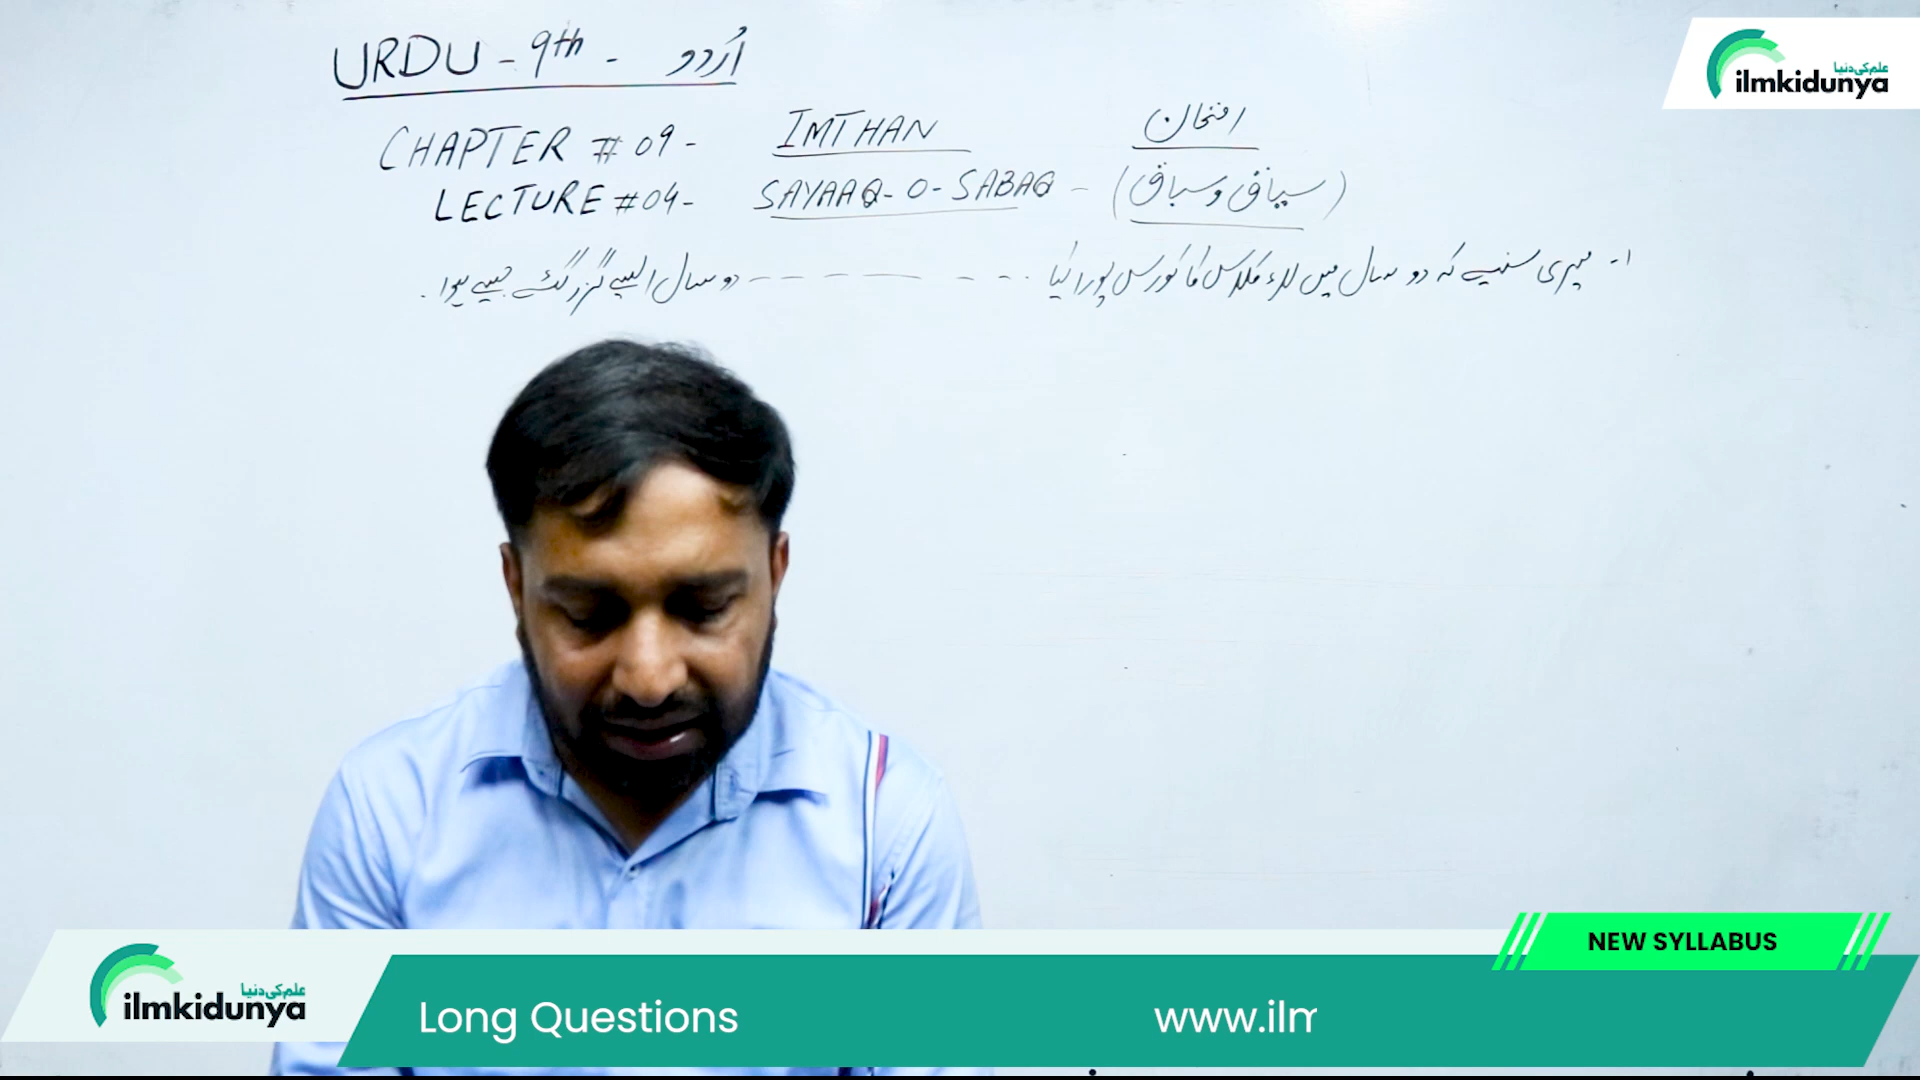 URDU - 9th - اُردو
علم کی دنیا
ilmkidunya
CHAPTER # 09 - IMTHAN امتحان
LECTURE # 04 - SAYAAQ-O-SABAQ - (سیاق و سباق)
۱- میری سنیے کہ دو سال میں لاء کلاس کا کورس پورا کیا - - - - - - - - دو سال ایسے گزر گئے جیسے ہوا.
NEW SYLLABUS
علم کی دنیا
ilmkidunya
Long Questions
www.ilm